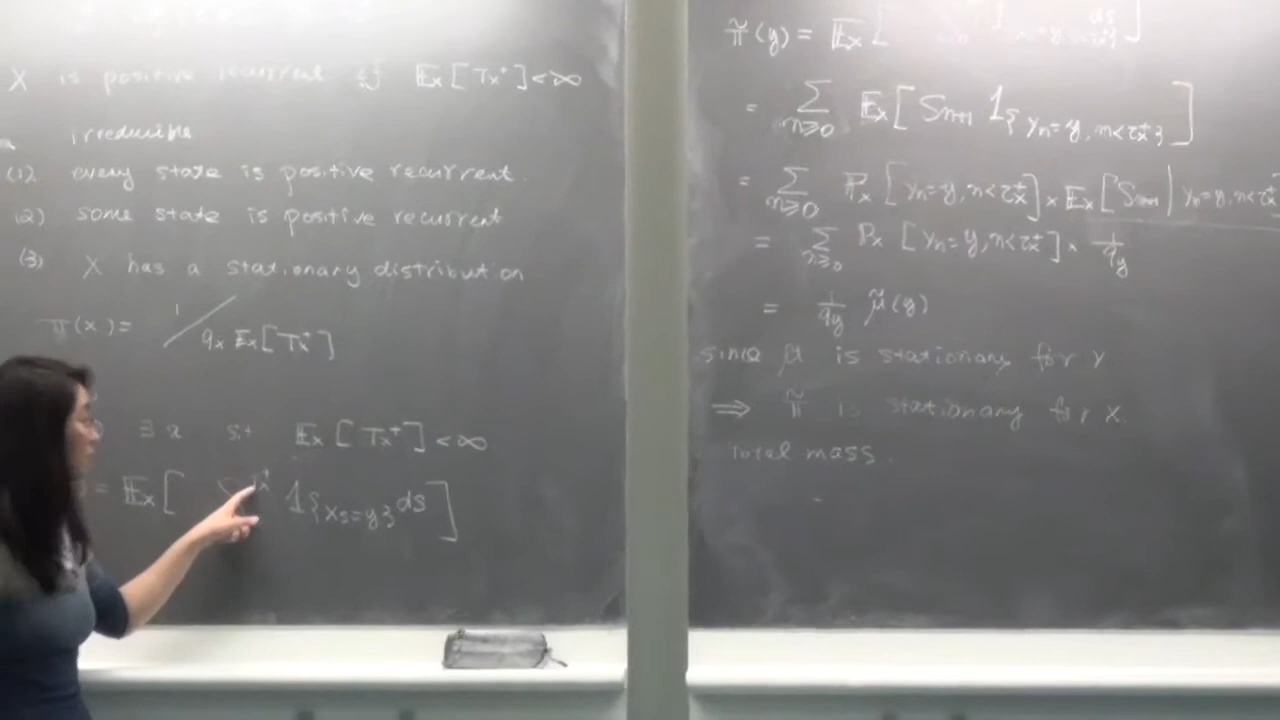 X is positive recurrent if 𝔼x[Tx⁺]<∞
irreducible
(1). every state is positive recurrent.
(2) some state is positive recurrent
(3) X has a stationary distribution
π(x) = 1 / qx 𝔼x[Tx⁺]
∃ x st 𝔼x[Tx⁺]<∞
= 𝔼x[ 1{Xs=y} ds ]
π̃(y) = 𝔼x[ ds ]
= Σ n≥0 𝔼x[ Sn+1 1{Yn=y, n<τx⁺} ]
= Σ n≥0 ℙx[Yn=y, n<τx⁺] × 𝔼x[Sn+1 | Yn=y, n<τx⁺
= Σ n≥0 ℙx [Yn=y, n<τx⁺] × 1/qy
= 1/qy μ̃(y)
since μ̃ is stationary for Y
⟹ π̃ is stationary for X.
total mass.